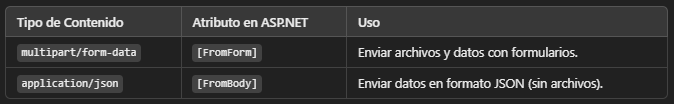 Tipo de Contenido Atributo en ASP.NET Uso
multipart/form-data [FromForm] Enviar archivos y datos con formularios.
application/json [FromBody] Enviar datos en formato JSON (sin archivos).